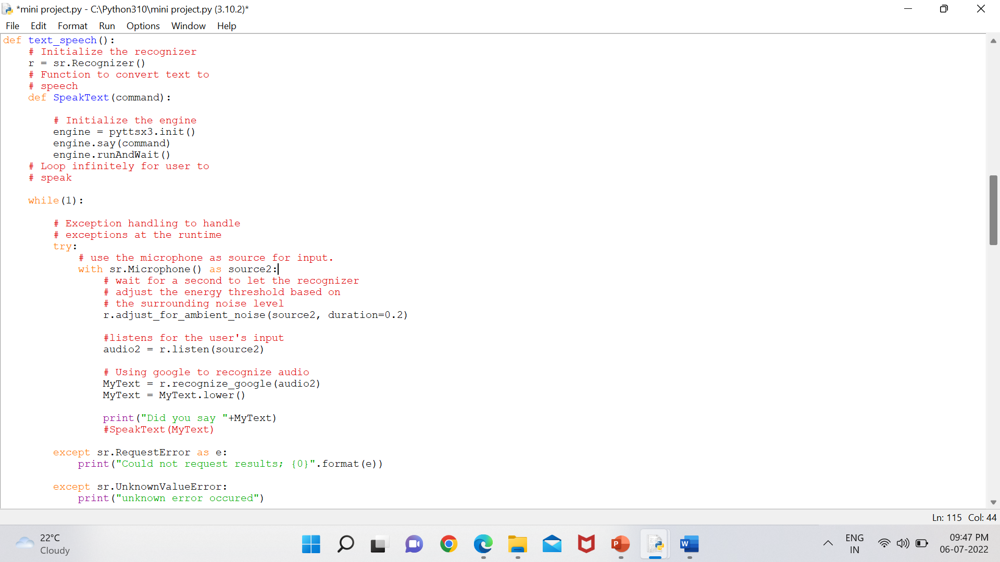 *mini project.py - C:\Python310\mini project.py (3.10.2)*
File Edit Format Run Options Window Help
def text_speech():
    # Initialize the recognizer
    r = sr.Recognizer()
    # Function to convert text to
    # speech
    def SpeakText(command):

        # Initialize the engine
        engine = pyttsx3.init()
        engine.say(command)
        engine.runAndWait()
    # Loop infinitely for user to
    # speak

    while(1):

        # Exception handling to handle
        # exceptions at the runtime
        try:
            # use the microphone as source for input.
            with sr.Microphone() as source2:
                # wait for a second to let the recognizer
                # adjust the energy threshold based on
                # the surrounding noise level
                r.adjust_for_ambient_noise(source2, duration=0.2)

                #listens for the user's input
                audio2 = r.listen(source2)

                # Using google to recognize audio
                MyText = r.recognize_google(audio2)
                MyText = MyText.lower()

                print("Did you say "+MyText)
                #SpeakText(MyText)

        except sr.RequestError as e:
            print("Could not request results; {0}".format(e))

        except sr.UnknownValueError:
            print("unknown error occured")
Ln: 115 Col: 44
22°C
Cloudy
P
W
ENG
IN
09:47 PM
06-07-2022